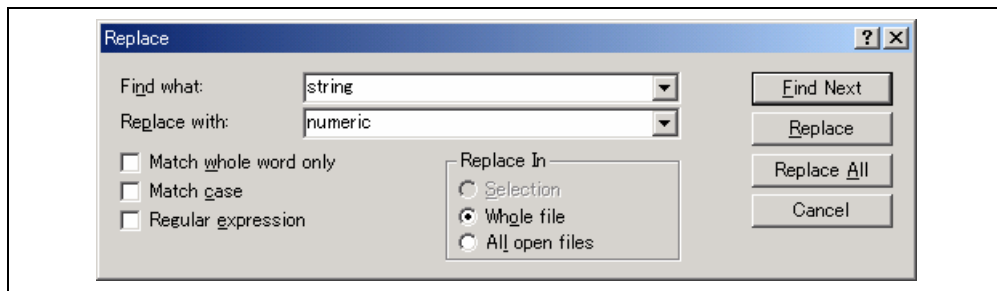 Replace
Find what: string Find Next
Replace with: numeric Replace
Match whole word only Replace In Replace All
Match case Selection
Regular expression Whole file Cancel
All open files